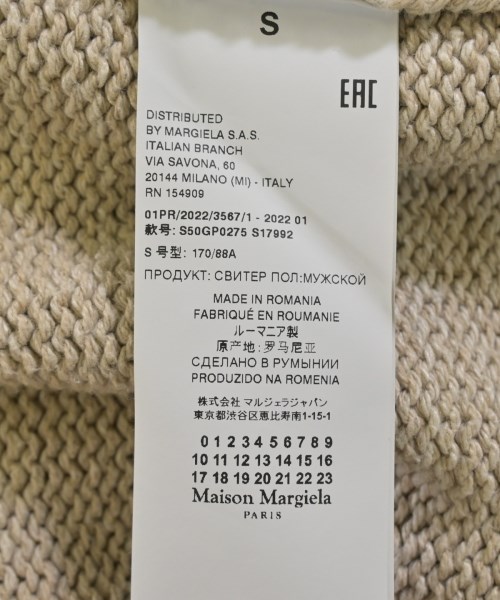 S
EAC
DISTRIBUTED
BY MARGIELA S.A.S.
ITALIAN BRANCH
VIA SAVONA, 60
20144 MILANO (MI) - ITALY
RN 154909
01PR/2022/3567/1 - 2022 01
款号: S50GP0275 S17992
S 号型: 170/88A
ПРОДУКТ: СВИТЕР ПОЛ:МУЖСКОЙ
MADE IN ROMANIA
FABRIQUÉ EN ROUMANIE
ルーマニア製
原产地: 罗马尼亚
СДЕЛАНО В РУМЫНИИ
PRODUZIDO NA ROMENIA
株式会社 マルジェラジャパン
東京都渋谷区恵比寿南1-15-1
0 1 2 3 4 5 6 7 8 9
10 11 12 13 14 15 16
17 18 19 20 21 22 23
Maison Margiela
PARIS